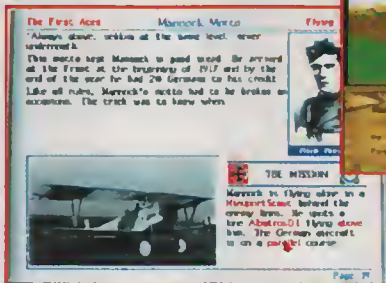 The First Aces Mannock Motto Flying
"Always above, seldom at the same level, never
underneath
This motto kept Mannock in good stead. He arrived
at the Front at the beginning of 1917 and by the
end of the year he had 20 Germans to his credit
Like all rules, Mannock's motto had to be broken on
occasions. The trick was to know when
THE MISSION
Mannock is flying alone in a
Nieuport Scout behind the
enemy lines. He spots a
lone Albatros D1 flying above
him. The German aircraft
is on a parallel course
Page